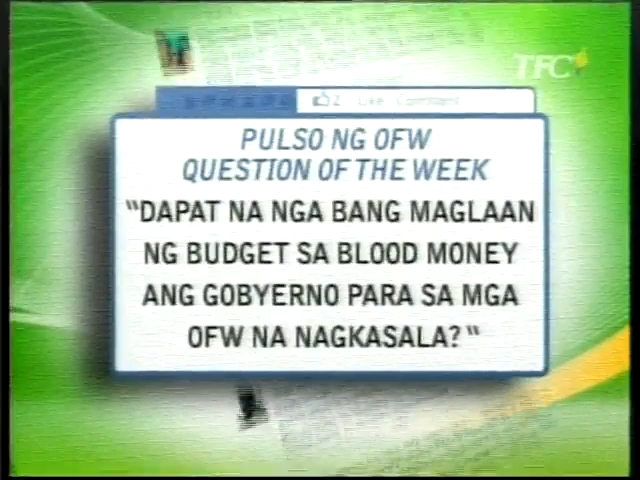 TFC
2 Like Comment
PULSO NG OFW
QUESTION OF THE WEEK
"DAPAT NA NGA BANG MAGLAAN
NG BUDGET SA BLOOD MONEY
ANG GOBYERNO PARA SA MGA
OFW NA NAGKASALA? "